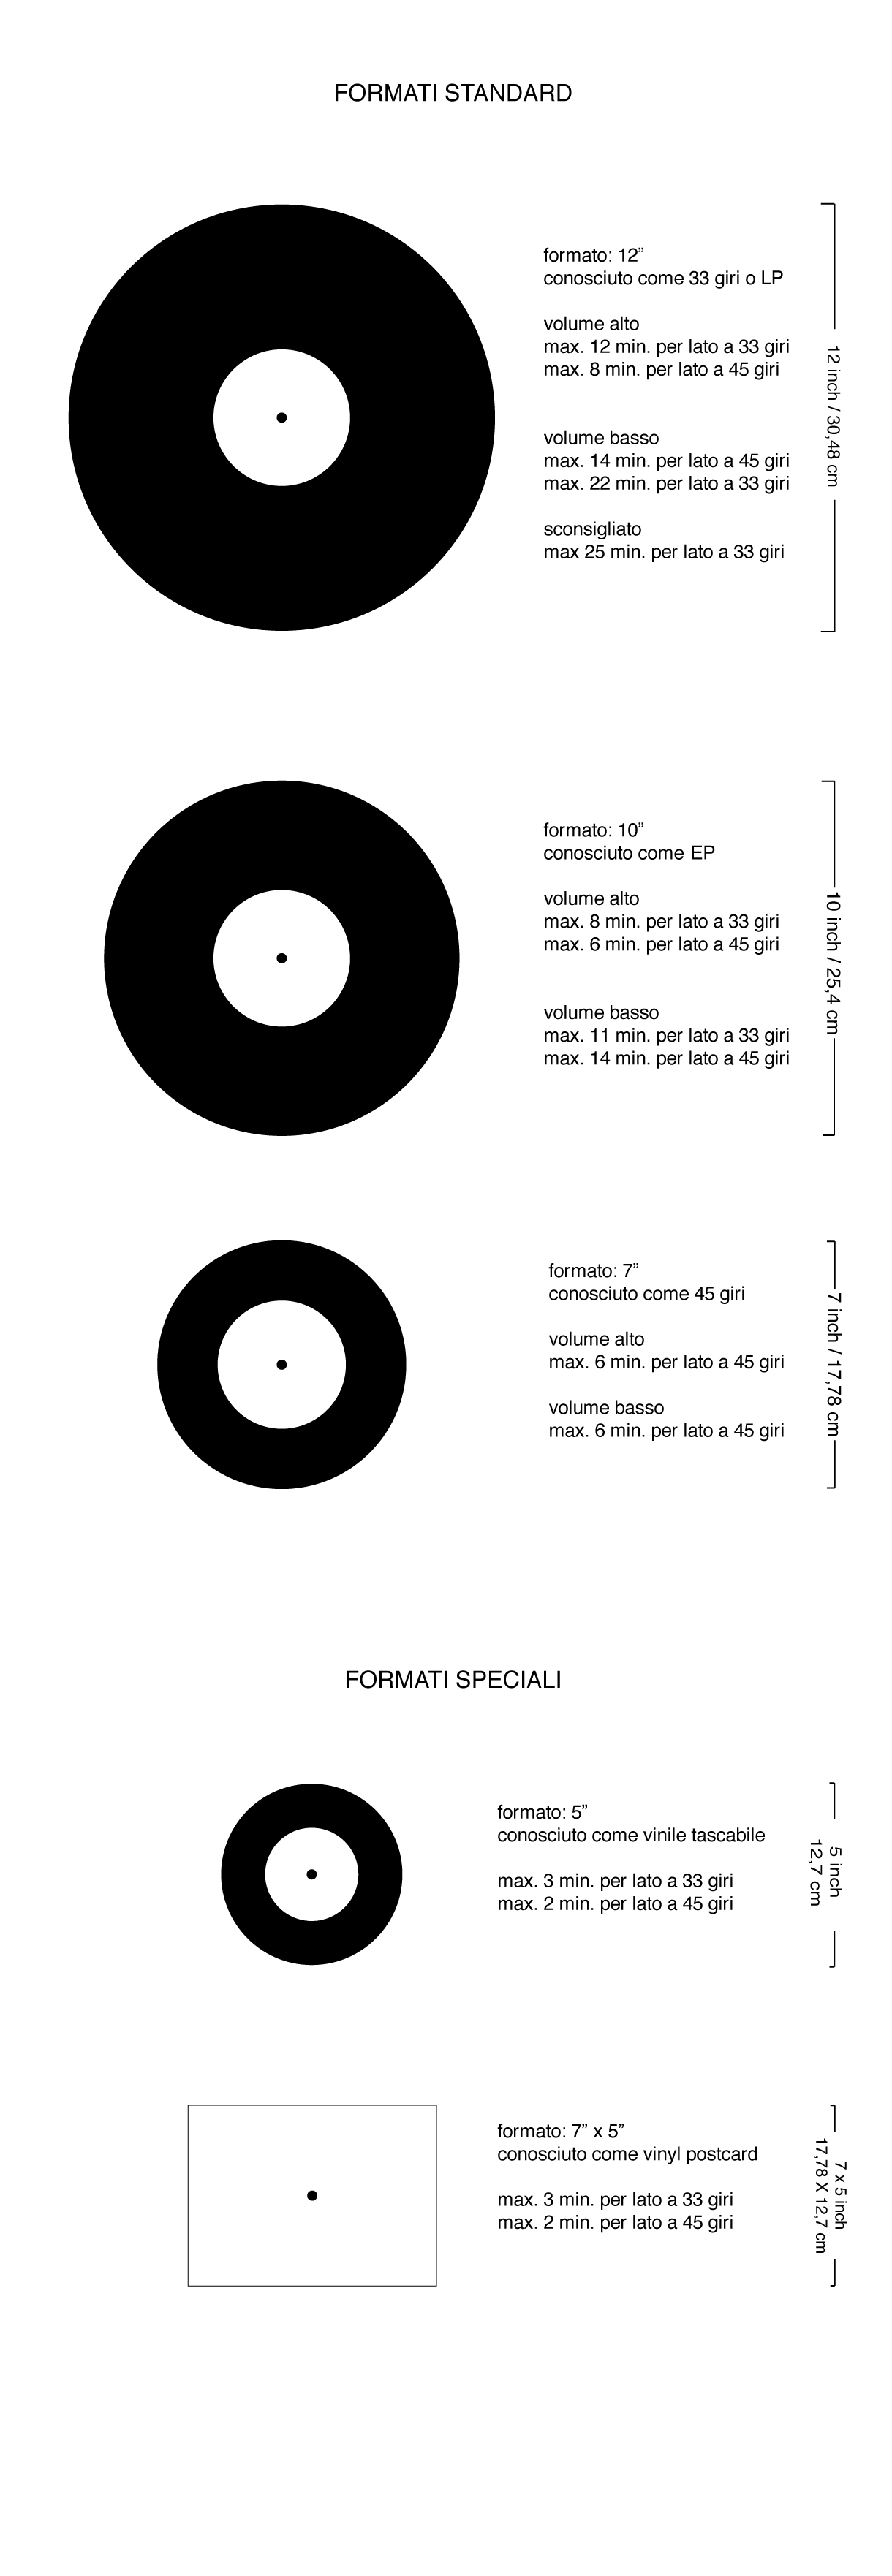 FORMATI STANDARD
formato: 12”
conosciuto come 33 giri o LP
volume alto
max. 12 min. per lato a 33 giri
max. 8 min. per lato a 45 giri
volume basso
max. 14 min. per lato a 45 giri
max. 22 min. per lato a 33 giri
sconsigliato
max 25 min. per lato a 33 giri
12 inch / 30,48 cm
formato: 10”
conosciuto come EP
volume alto
max. 8 min. per lato a 33 giri
max. 6 min. per lato a 45 giri
volume basso
max. 11 min. per lato a 33 giri
max. 14 min. per lato a 45 giri
10 inch / 25,4 cm
formato: 7”
conosciuto come 45 giri
volume alto
max. 6 min. per lato a 45 giri
volume basso
max. 6 min. per lato a 45 giri
7 inch / 17,78 cm
FORMATI SPECIALI
formato: 5”
conosciuto come vinile tascabile
max. 3 min. per lato a 33 giri
max. 2 min. per lato a 45 giri
5 inch
12,7 cm
formato: 7” x 5”
conosciuto come vinyl postcard
max. 3 min. per lato a 33 giri
max. 2 min. per lato a 45 giri
7 x 5 inch
17,78 X 12,7 cm